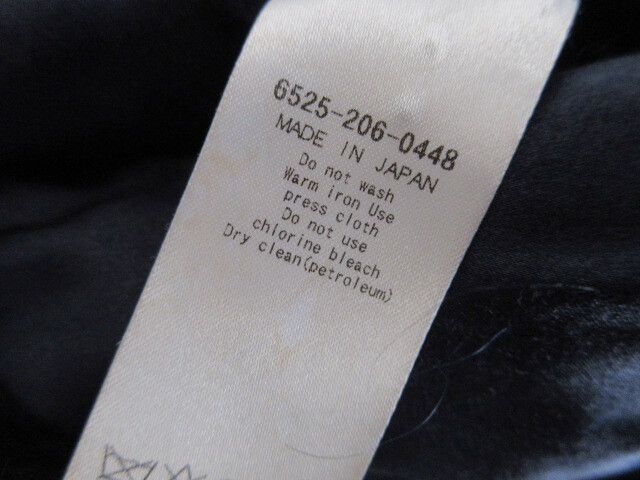 6525-206-0448
MADE IN JAPAN
Do not wash
Warm iron Use
press cloth
Do not use
chlorine bleach
Dry clean(petroleum)